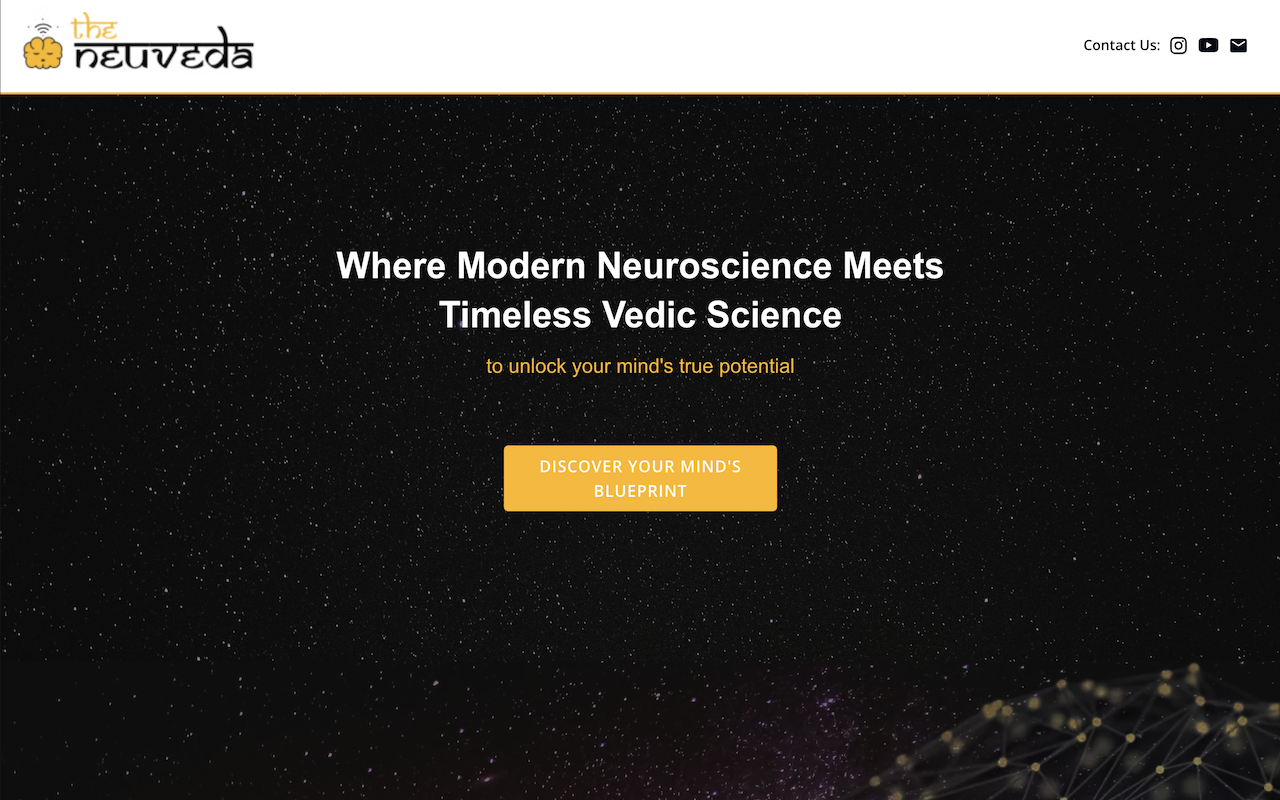 the
neuveda
Contact Us:
Where Modern Neuroscience Meets
Timeless Vedic Science
to unlock your mind's true potential
DISCOVER YOUR MIND'S
BLUEPRINT